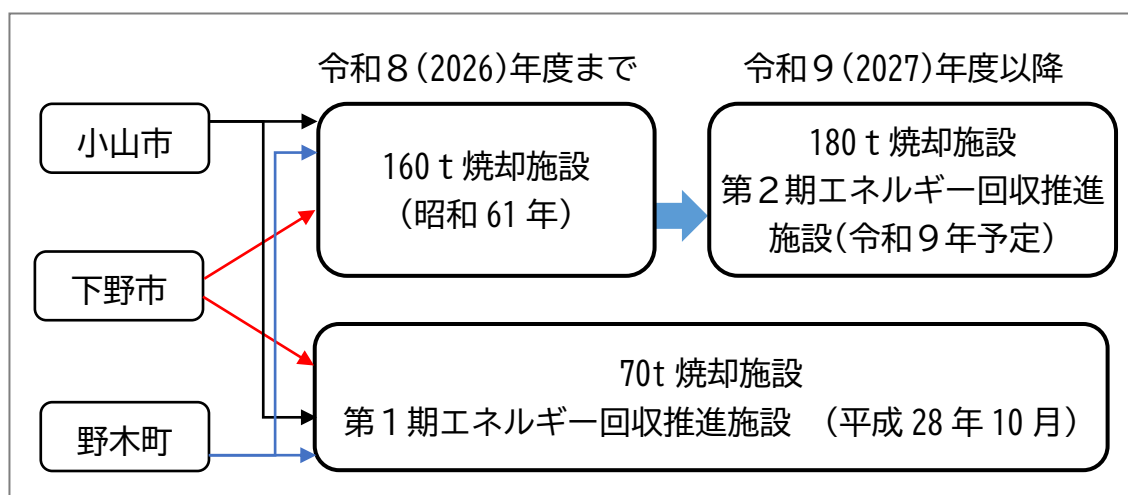 令和８(2026)年度まで
令和９(2027)年度以降
小山市
160ｔ焼却施設
（昭和 61 年）
180ｔ焼却施設
第２期エネルギー回収推進
施設(令和９年予定)
下野市
70t 焼却施設
第１期エネルギー回収推進施設 （平成 28 年 10 月）
野木町